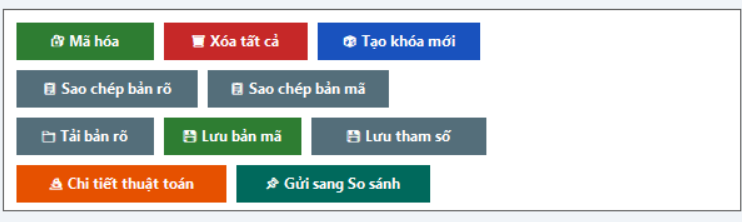 Mã hóa Xóa tất cả Tạo khóa mới
Sao chép bản rõ Sao chép bản mã
Tải bản rõ Lưu bản mã Lưu tham số
Chi tiết thuật toán Gửi sang So sánh